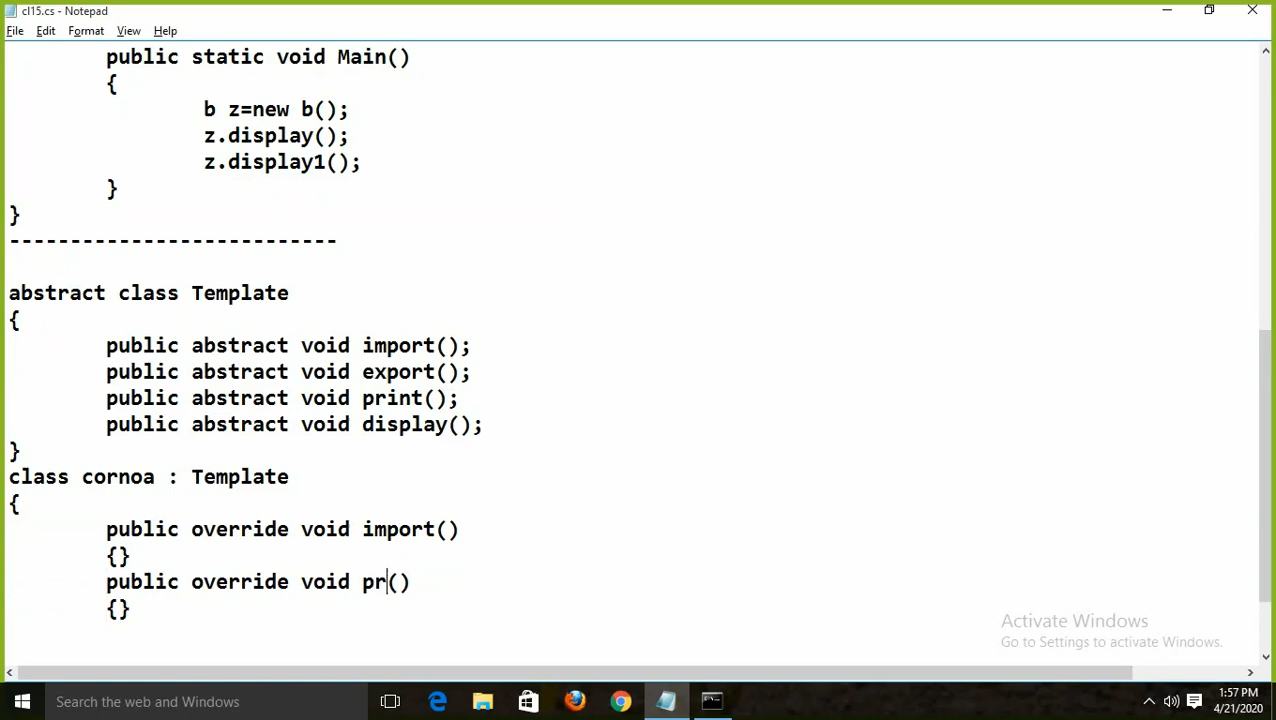 cl15.cs - Notepad
File Edit Format View Help
public static void Main()
{
b z=new b();
z.display();
z.display1();
}
}
---------------------------
abstract class Template
{
public abstract void import();
public abstract void export();
public abstract void print();
public abstract void display();
}
class cornoa : Template
{
public override void import()
{}
public override void pr()
{}
Activate Windows
Go to Settings to activate Windows.
Search the web and Windows
1:57 PM
4/21/2020